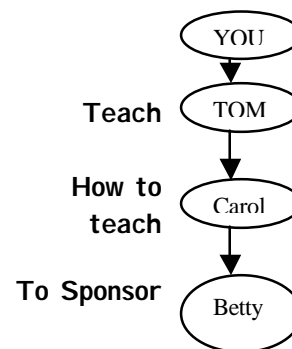 YOU
Teach TOM
How to
teach Carol
To Sponsor
Betty